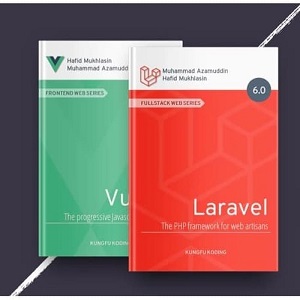 Hafid Mukhlasin
Muhammad Azamuddin
FRONTEND WEB SERIES
Vu
The progressive Javasc
KUNGFU KODING
Muhammad Azamuddin
Hafid Mukhlasin
FULLSTACK WEB SERIES
6.0
Laravel
The PHP framework for web artisans
KUNGFU KODING